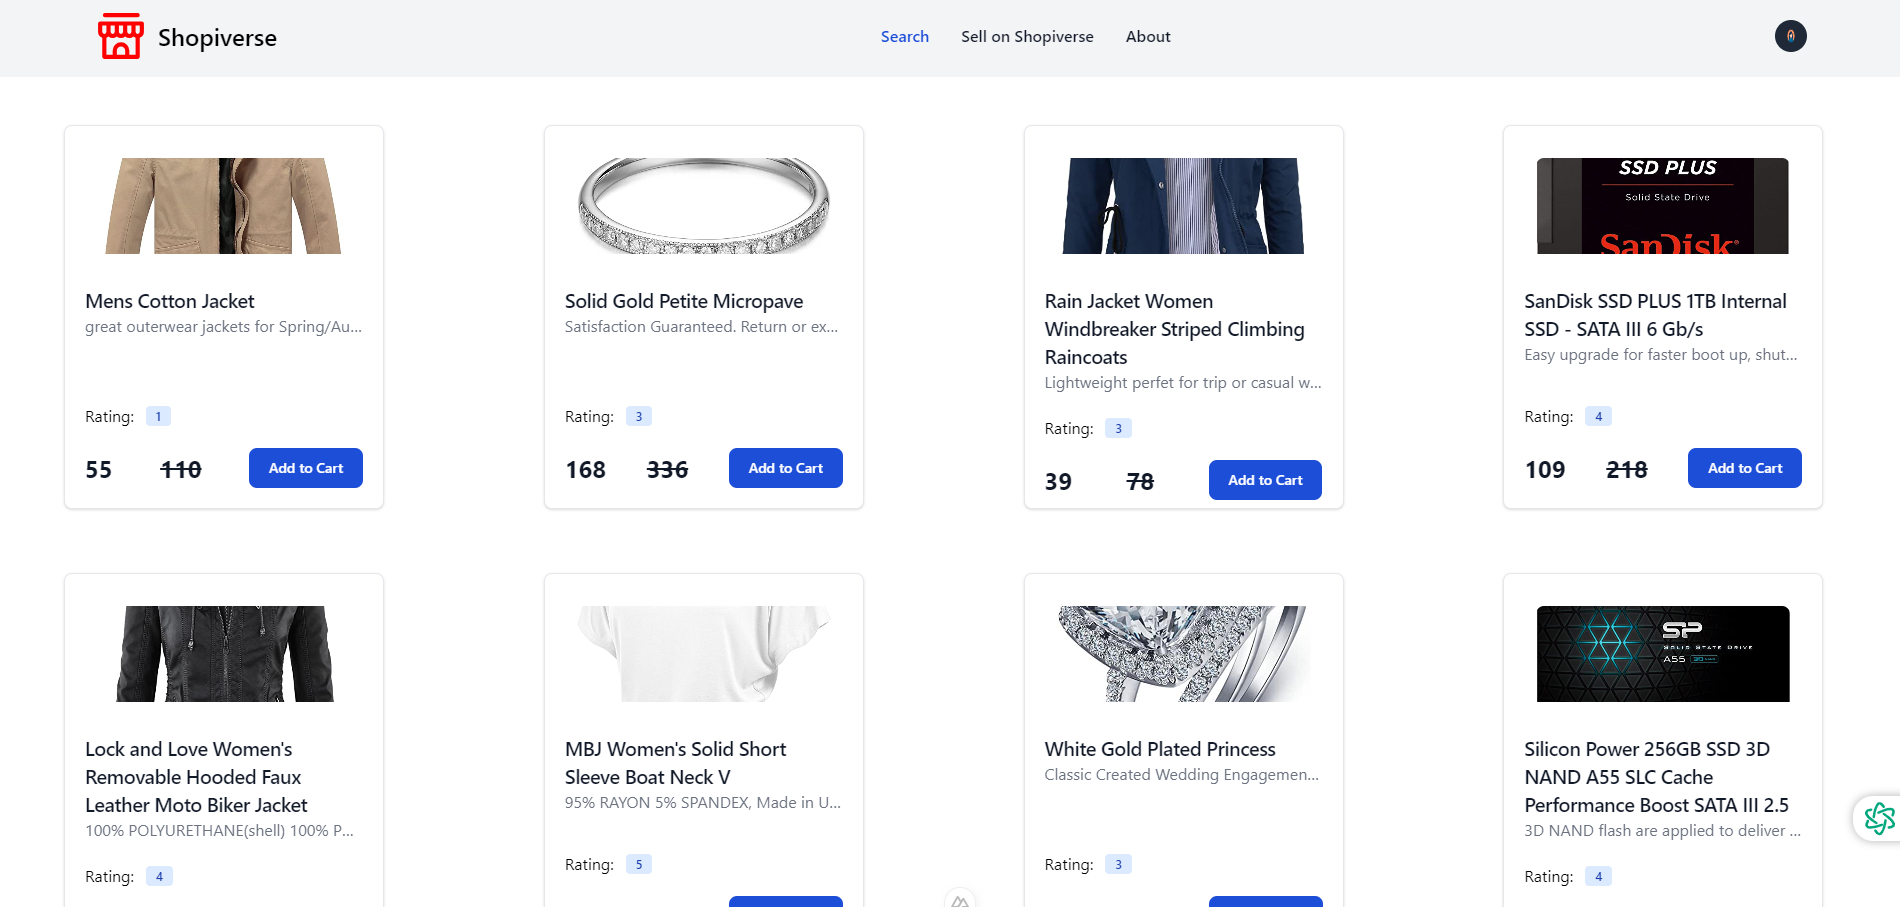 Shopiverse
Search
Sell on Shopiverse
About
Mens Cotton Jacket
great outerwear jackets for Spring/Au...
Rating: 1
55 110 Add to Cart
Solid Gold Petite Micropave
Satisfaction Guaranteed. Return or ex...
Rating: 3
168 336 Add to Cart
Rain Jacket Women
Windbreaker Striped Climbing
Raincoats
Lightweight perfet for trip or casual w...
Rating: 3
39 78 Add to Cart
SSD PLUS
Solid State Drive
SanDisk
SanDisk SSD PLUS 1TB Internal
SSD - SATA III 6 Gb/s
Easy upgrade for faster boot up, shut...
Rating: 4
109 218 Add to Cart
Lock and Love Women's
Removable Hooded Faux
Leather Moto Biker Jacket
100% POLYURETHANE(shell) 100% P...
Rating: 4
MBJ Women's Solid Short
Sleeve Boat Neck V
95% RAYON 5% SPANDEX, Made in U...
Rating: 5
White Gold Plated Princess
Classic Created Wedding Engagemen...
Rating: 3
SP
SOLID STATE DRIVE
A55
Silicon Power 256GB SSD 3D
NAND A55 SLC Cache
Performance Boost SATA III 2.5
3D NAND flash are applied to deliver ...
Rating: 4